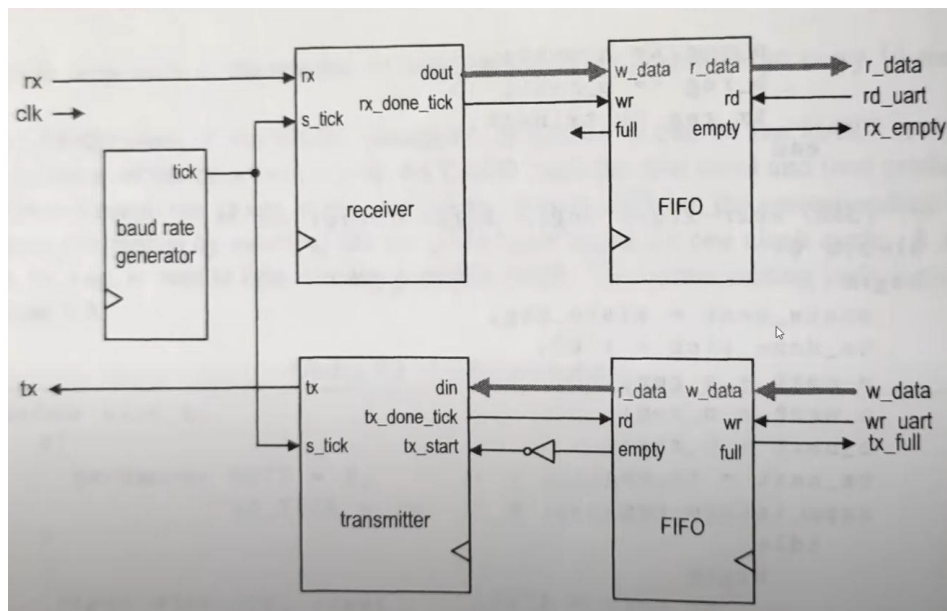 rx
clk
baud rate
generator
tick
rx
s_tick
dout
rx_done_tick
receiver
w_data
wr
full
r_data
rd
empty
FIFO
r_data
rd_uart
rx_empty
tx
tx
s_tick
din
tx_done_tick
tx_start
transmitter
r_data
rd
empty
w_data
wr
full
FIFO
w_data
wr_uart
tx_full